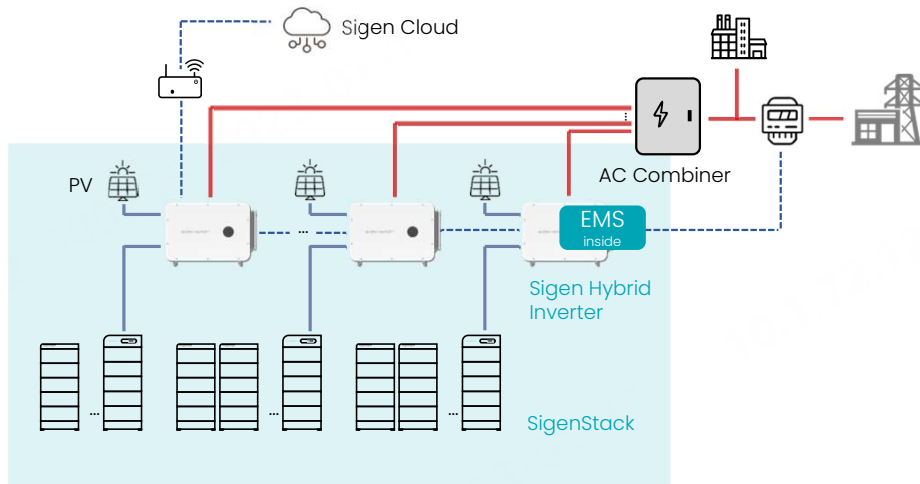 Sigen Cloud
AC Combiner
PV
...
EMS
inside
Sigen Hybrid
Inverter
...
...
...
SigenStack